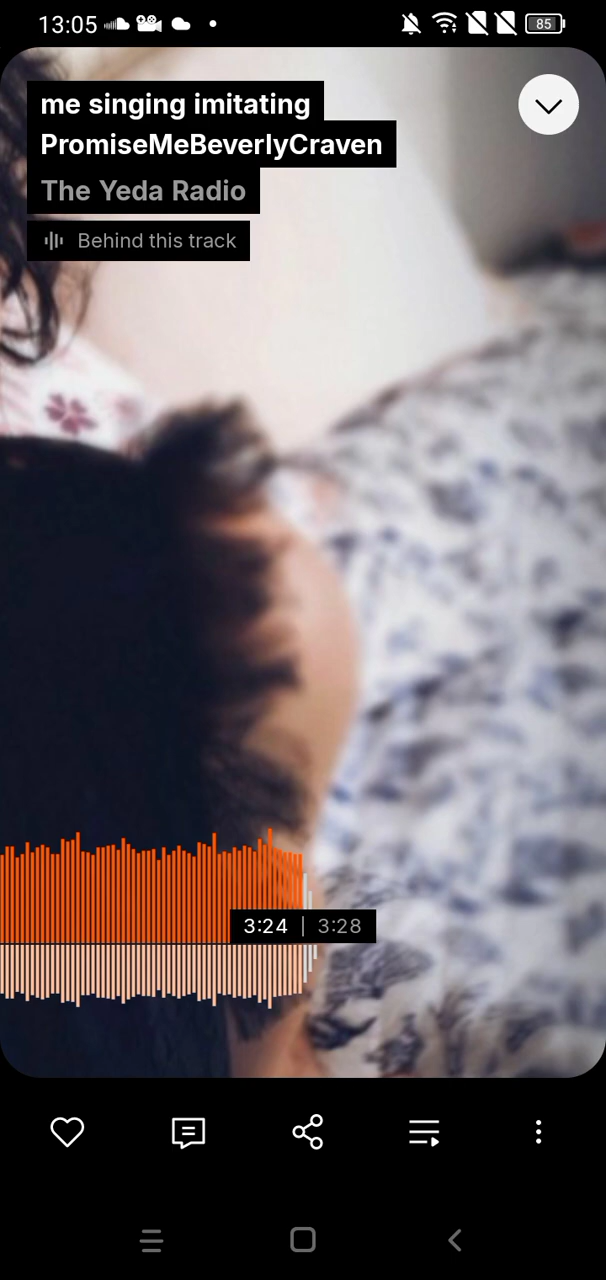 13:05
85
me singing imitating
PromiseMeBeverlyCraven
The Yeda Radio
Behind this track
3:24 | 3:28